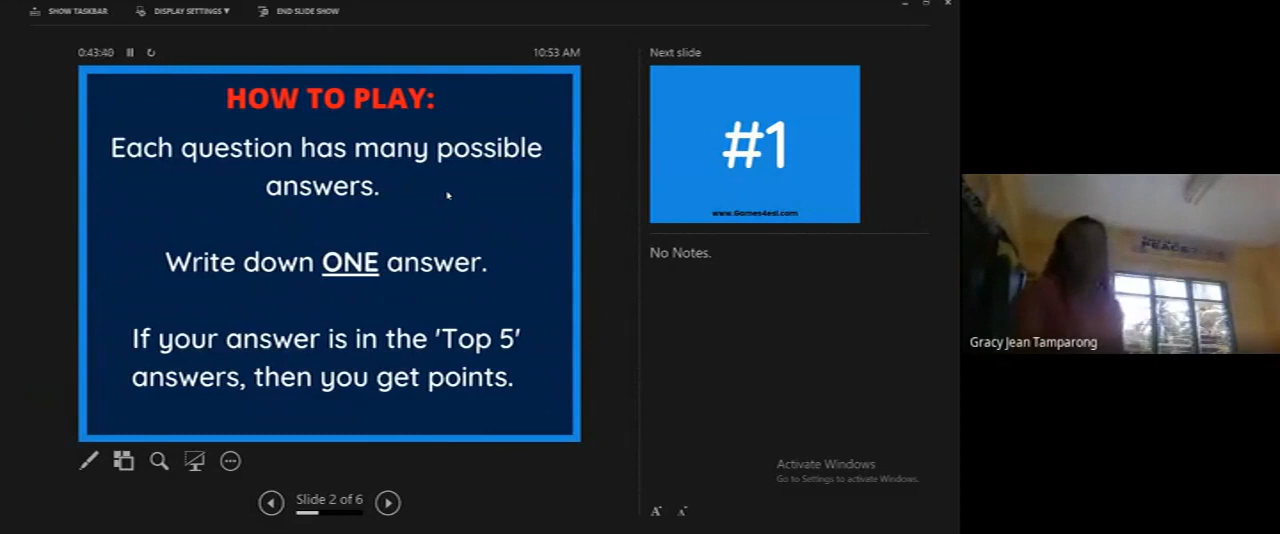 SHOW TASKBAR
DISPLAY SETTINGS ▼
END SLIDE SHOW
0:43:40
10:53 AM
HOW TO PLAY:
Each question has many possible
answers.
Write down ONE answer.
If your answer is in the 'Top 5'
answers, then you get points.
Slide 2 of 6
Next slide
#1
www.Games4esl.com
No Notes.
Activate Windows
Go to Settings to activate Windows.
A A
PEACE
Gracy Jean Tamparong